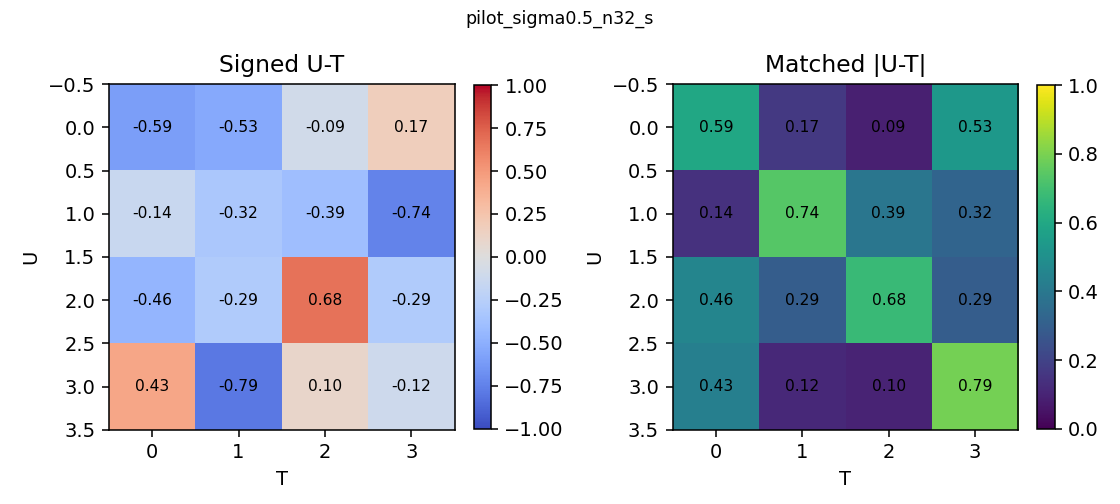 pilot_sigma0.5_n32_s
Signed U-T
−0.5
0.0
0.5
1.0
1.5
2.0
2.5
3.0
3.5
U
-0.59 -0.53 -0.09 0.17
-0.14 -0.32 -0.39 -0.74
-0.46 -0.29 0.68 -0.29
0.43 -0.79 0.10 -0.12
0 1 2 3
T
1.00
0.75
0.50
0.25
0.00
−0.25
−0.50
−0.75
−1.00
Matched |U-T|
−0.5
0.0
0.5
1.0
1.5
2.0
2.5
3.0
3.5
U
0.59 0.17 0.09 0.53
0.14 0.74 0.39 0.32
0.46 0.29 0.68 0.29
0.43 0.12 0.10 0.79
0 1 2 3
T
1.0
0.8
0.6
0.4
0.2
0.0